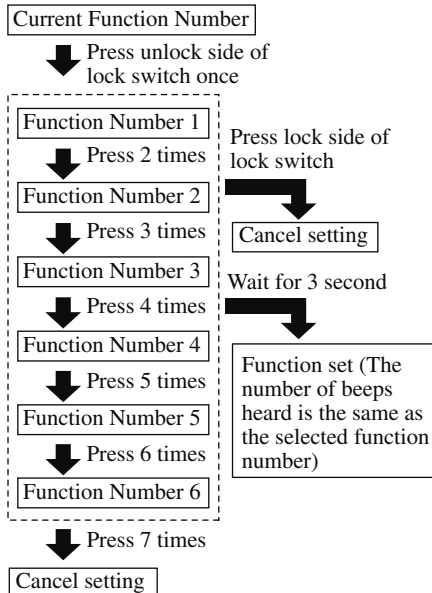 Current Function Number
Press unlock side of
lock switch once
Function Number 1
Press 2 times
Function Number 2
Press 3 times
Function Number 3
Press 4 times
Function Number 4
Press 5 times
Function Number 5
Press 6 times
Function Number 6
Press 7 times
Cancel setting
Press lock side of
lock switch
Cancel setting
Wait for 3 second
Function set (The
number of beeps
heard is the same as
the selected function
number)